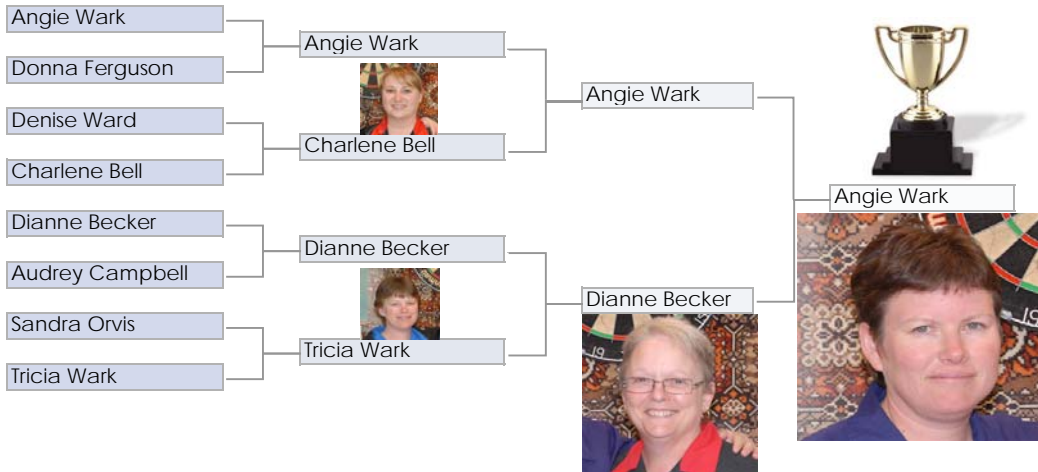 Angie Wark
Donna Ferguson
Denise Ward
Charlene Bell
Dianne Becker
Audrey Campbell
Sandra Orvis
Tricia Wark
Angie Wark
Charlene Bell
Dianne Becker
Tricia Wark
Angie Wark
Dianne Becker
Angie Wark